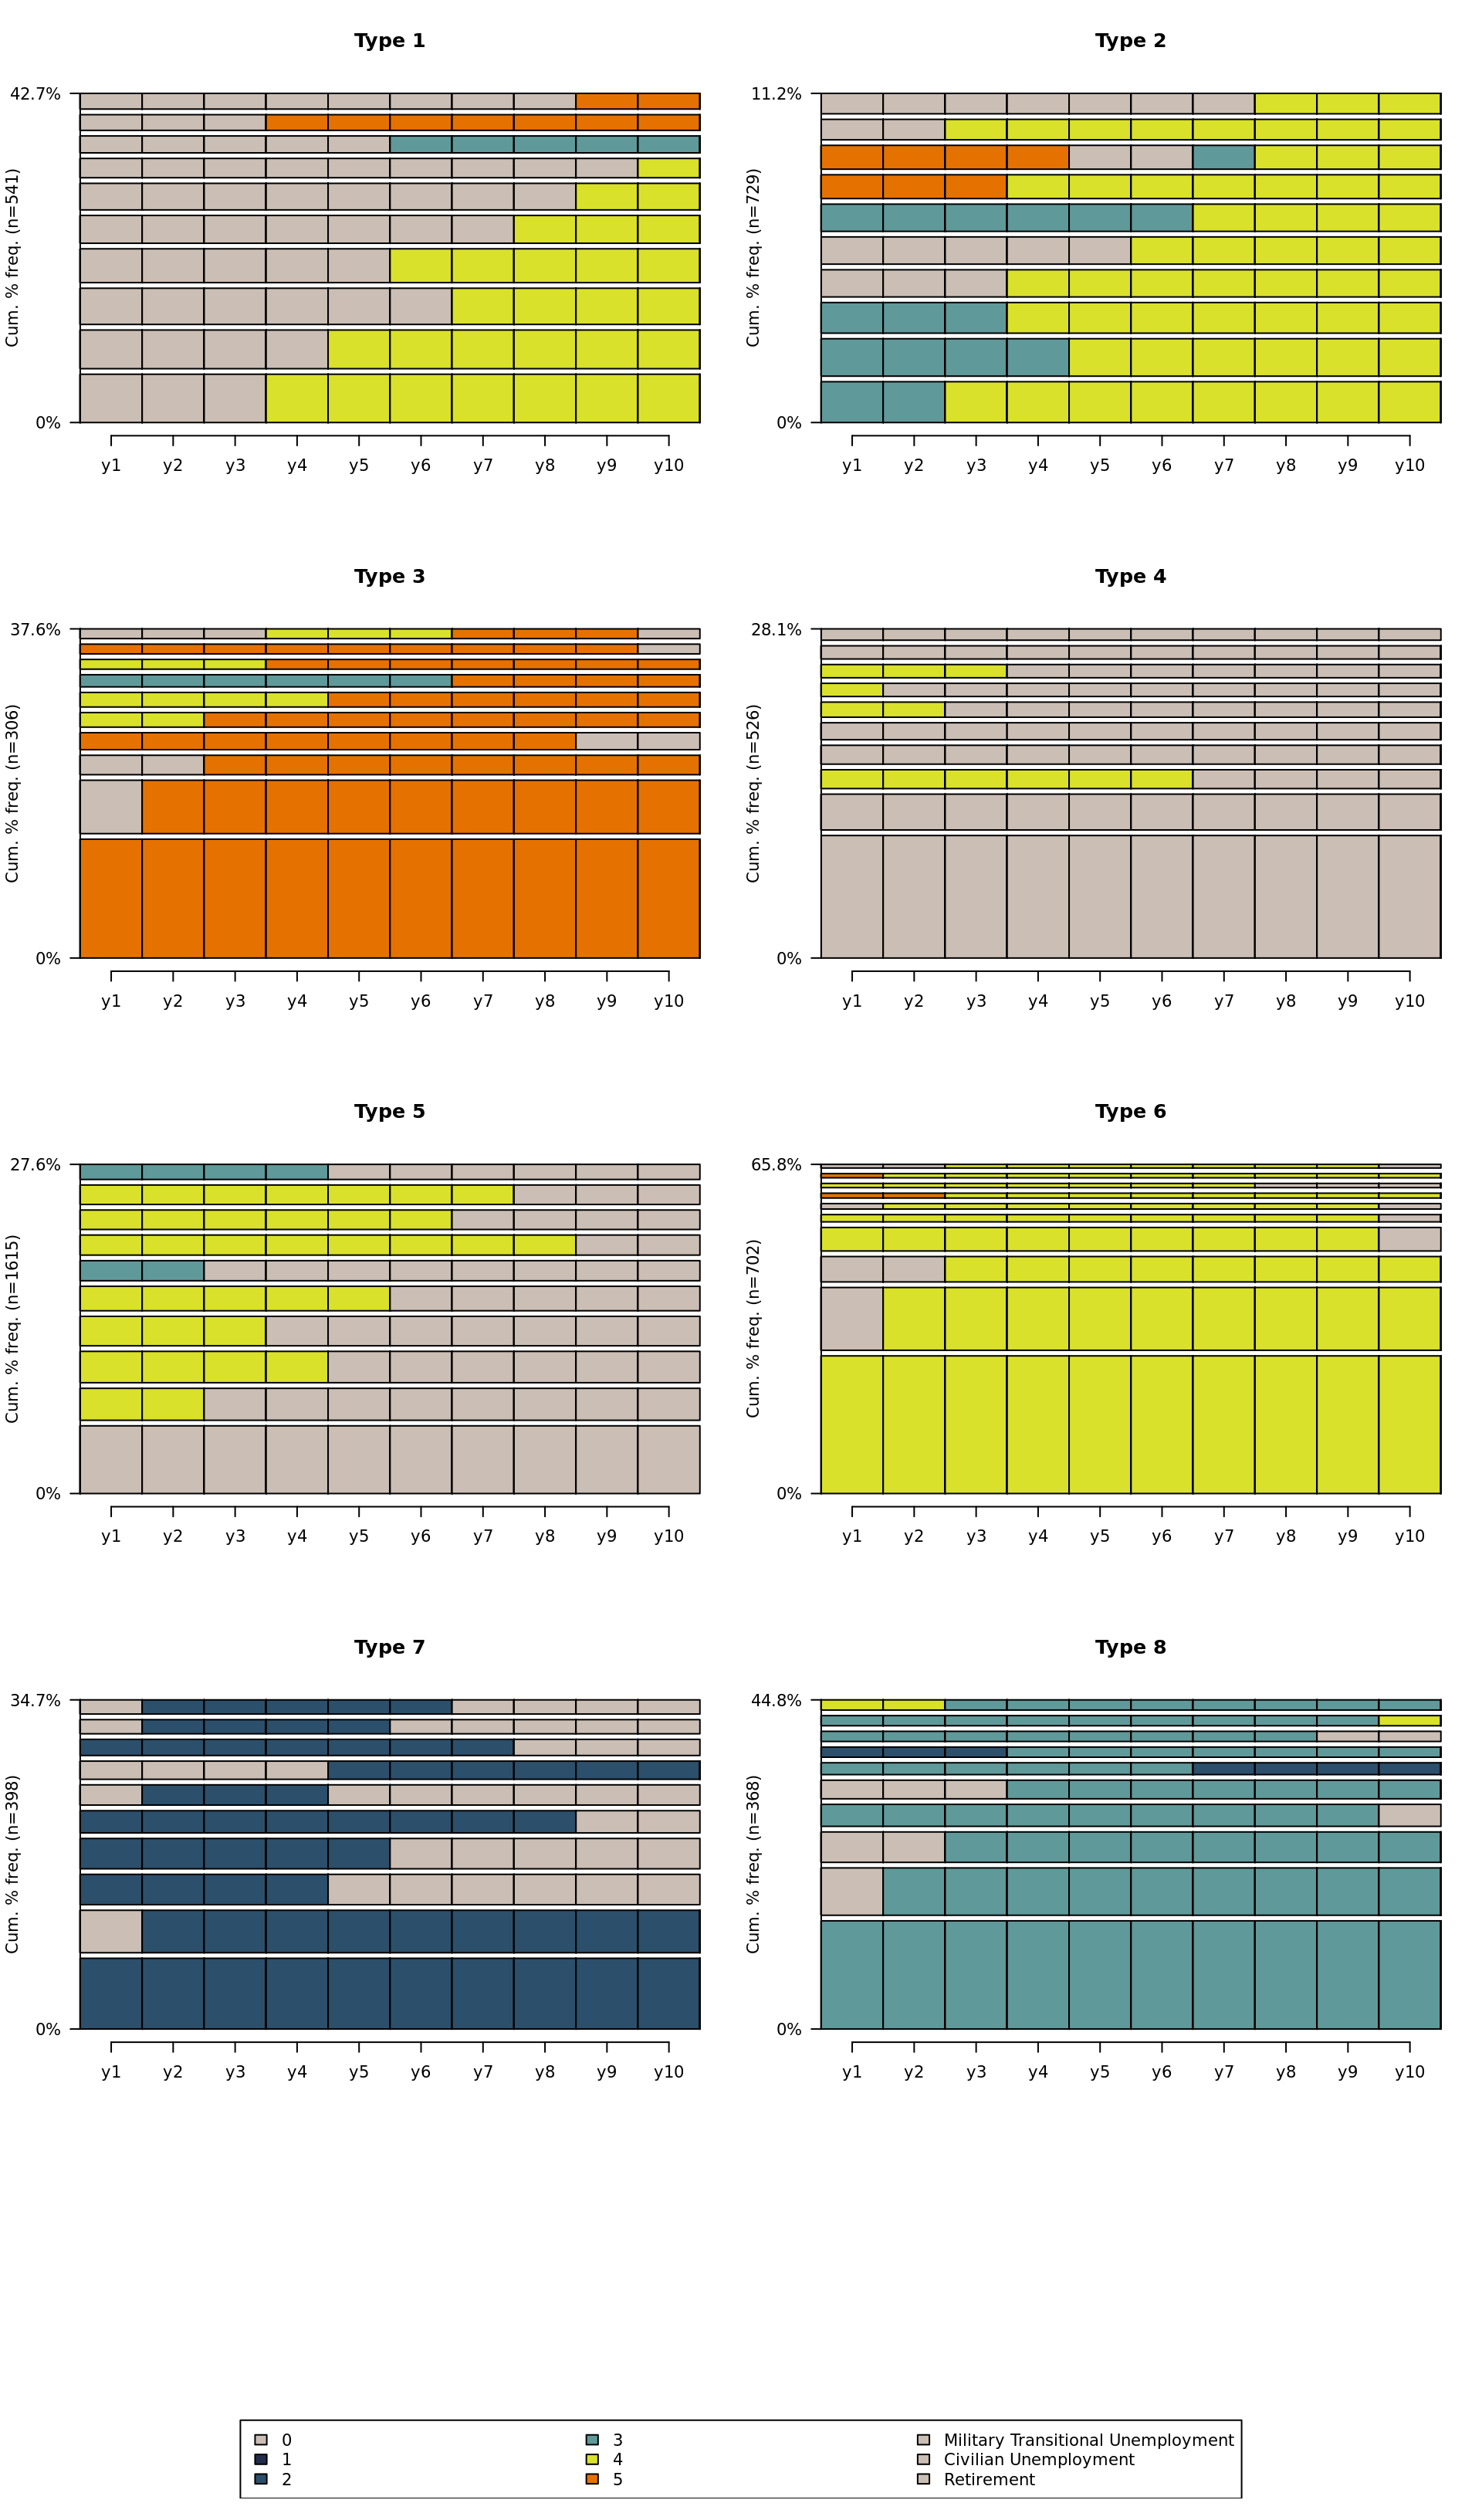 Type 1
42.7%
0%
Cum. % freq. (n=541)
y1 y2 y3 y4 y5 y6 y7 y8 y9 y10
Type 2
11.2%
0%
Cum. % freq. (n=729)
y1 y2 y3 y4 y5 y6 y7 y8 y9 y10
Type 3
37.6%
0%
Cum. % freq. (n=306)
y1 y2 y3 y4 y5 y6 y7 y8 y9 y10
Type 4
28.1%
0%
Cum. % freq. (n=526)
y1 y2 y3 y4 y5 y6 y7 y8 y9 y10
Type 5
27.6%
0%
Cum. % freq. (n=1615)
y1 y2 y3 y4 y5 y6 y7 y8 y9 y10
Type 6
65.8%
0%
Cum. % freq. (n=702)
y1 y2 y3 y4 y5 y6 y7 y8 y9 y10
Type 7
34.7%
0%
Cum. % freq. (n=398)
y1 y2 y3 y4 y5 y6 y7 y8 y9 y10
Type 8
44.8%
0%
Cum. % freq. (n=368)
y1 y2 y3 y4 y5 y6 y7 y8 y9 y10
0
1
2
3
4
5
Military Transitional Unemployment
Civilian Unemployment
Retirement